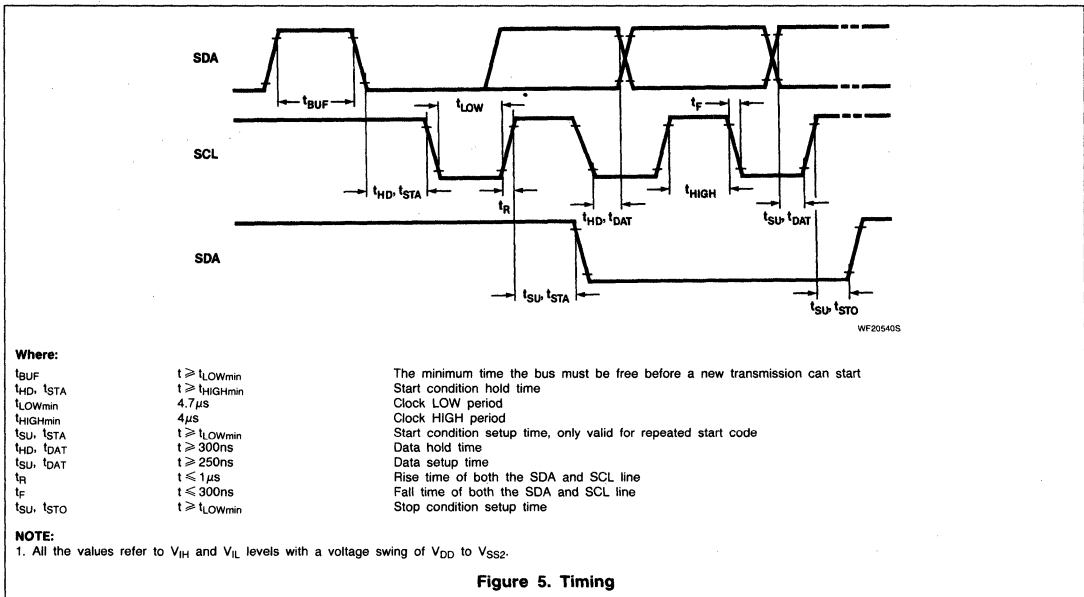 SDA
tBUF
tLOW
tF
SCL
tHD, tSTA
tR
tHD, tDAT
tHIGH
tSU, tDAT
SDA
tSU, tSTA
tSU, tSTO
WF20540S
Where:
tBUF t ⩾ tLOWmin The minimum time the bus must be free before a new transmission can start
tHD, tSTA t ⩾ tHIGHmin Start condition hold time
tLOWmin 4.7μs Clock LOW period
tHIGHmin 4μs Clock HIGH period
tSU, tSTA t ⩾ tLOWmin Start condition setup time, only valid for repeated start code
tHD, tDAT t ⩾ 300ns Data hold time
tSU, tDAT t ⩾ 250ns Data setup time
tR t ⩽ 1μs Rise time of both the SDA and SCL line
tF t ⩽ 300ns Fall time of both the SDA and SCL line
tSU, tSTO t ⩾ tLOWmin Stop condition setup time
NOTE:
1. All the values refer to VIH and VIL levels with a voltage swing of VDD to VSS2.
Figure 5. Timing